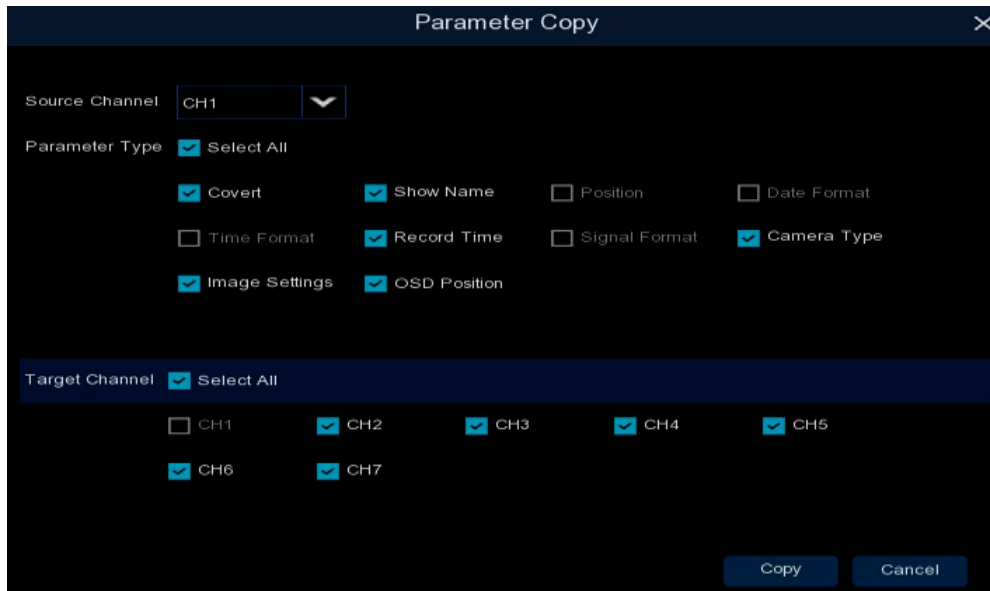 Parameter Copy
Source Channel CH1
Parameter Type Select All
Covert Show Name Position Date Format
Time Format Record Time Signal Format Camera Type
Image Settings OSD Position
Target Channel Select All
CH1 CH2 CH3 CH4 CH5
CH6 CH7
Copy Cancel